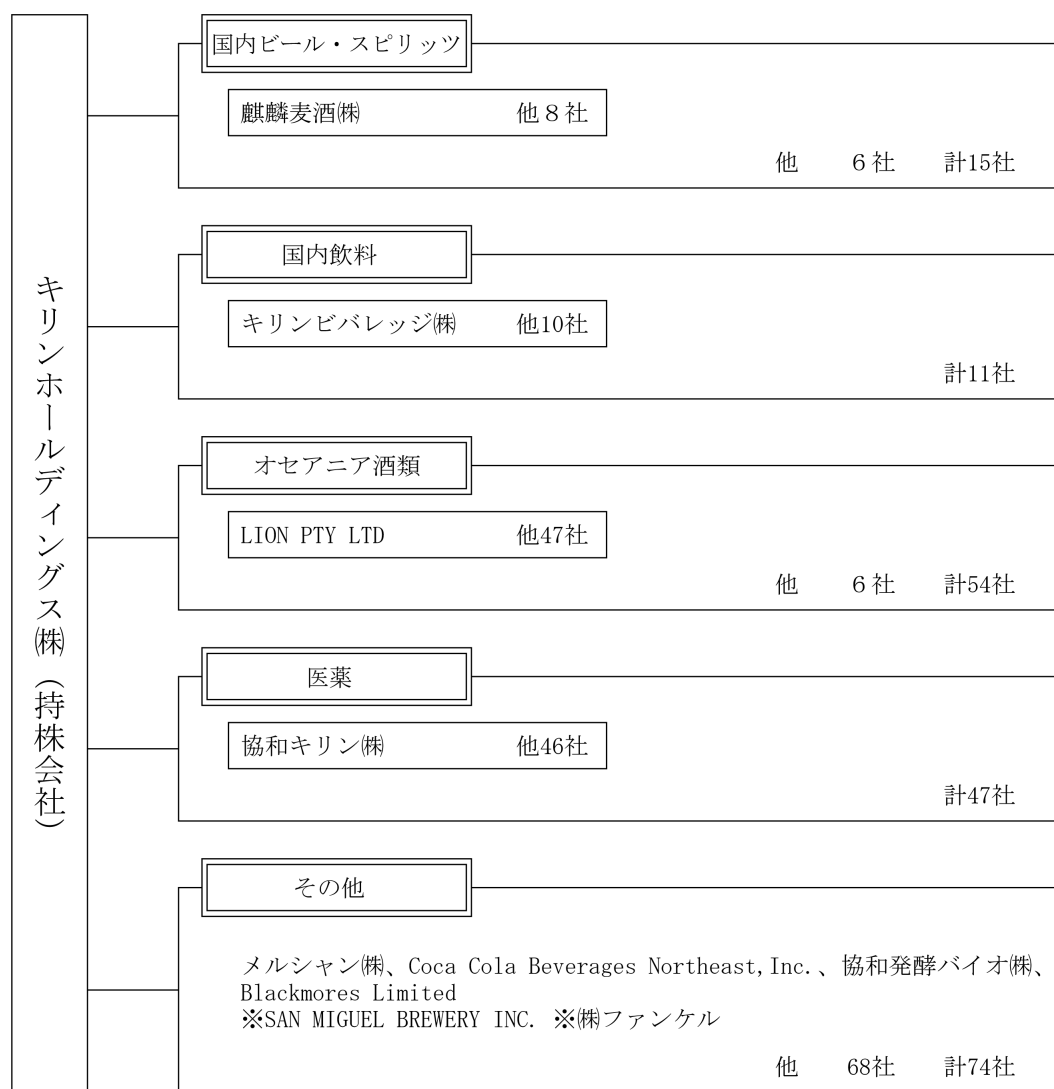 キリンホールディングス㈱（持株会社）
国内ビール・スピリッツ
麒麟麦酒㈱ 他８社
他 ６社 計15社
国内飲料
キリンビバレッジ㈱ 他10社
計11社
オセアニア酒類
LION PTY LTD 他47社
他 ６社 計54社
医薬
協和キリン㈱ 他46社
計47社
その他
メルシャン㈱、Coca Cola Beverages Northeast,Inc.、協和発酵バイオ㈱、
Blackmores Limited
※SAN MIGUEL BREWERY INC. ※㈱ファンケル
他 68社 計74社